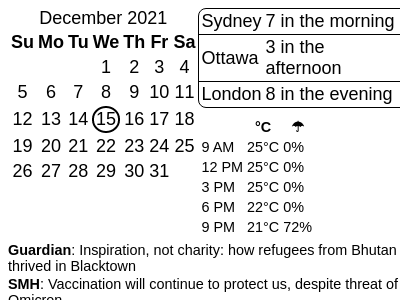 December 2021
Su Mo Tu We Th Fr Sa
1 2 3 4
5 6 7 8 9 10 11
12 13 14 15 16 17 18
19 20 21 22 23 24 25
26 27 28 29 30 31
Sydney 7 in the morning
Ottawa 3 in the
afternoon
London 8 in the evening
°C ☂
9 AM 25°C 0%
12 PM 25°C 0%
3 PM 25°C 0%
6 PM 22°C 0%
9 PM 21°C 72%
Guardian: Inspiration, not charity: how refugees from Bhutan
thrived in Blacktown
SMH: Vaccination will continue to protect us, despite threat of
Omicron